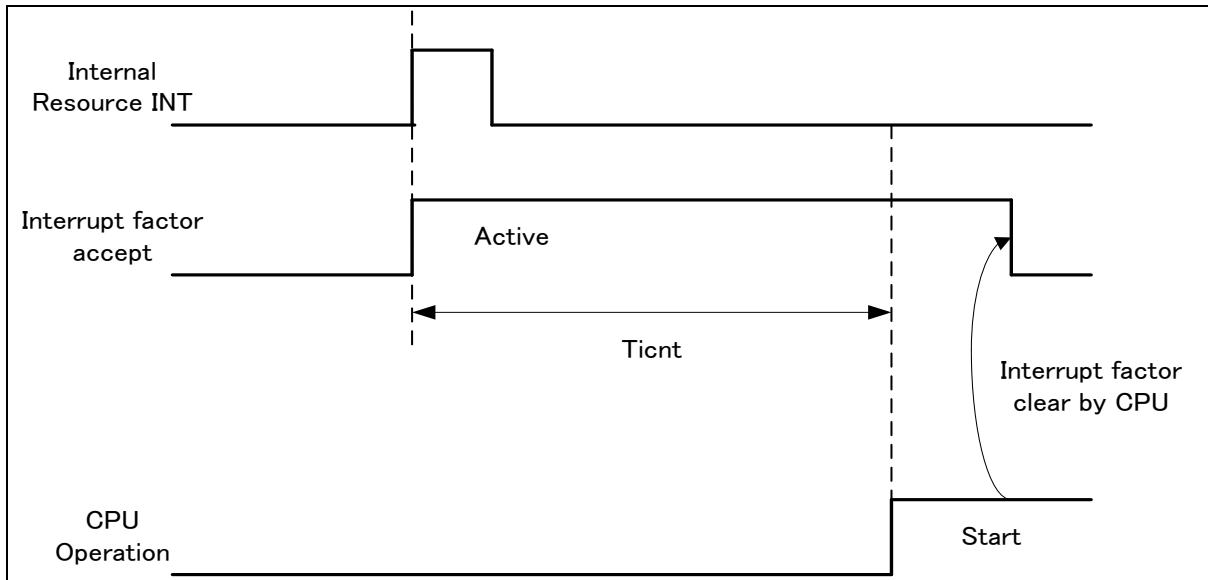 Internal
Resource INT
Interrupt factor
accept
Active
Ticnt
Interrupt factor
clear by CPU
CPU
Operation
Start